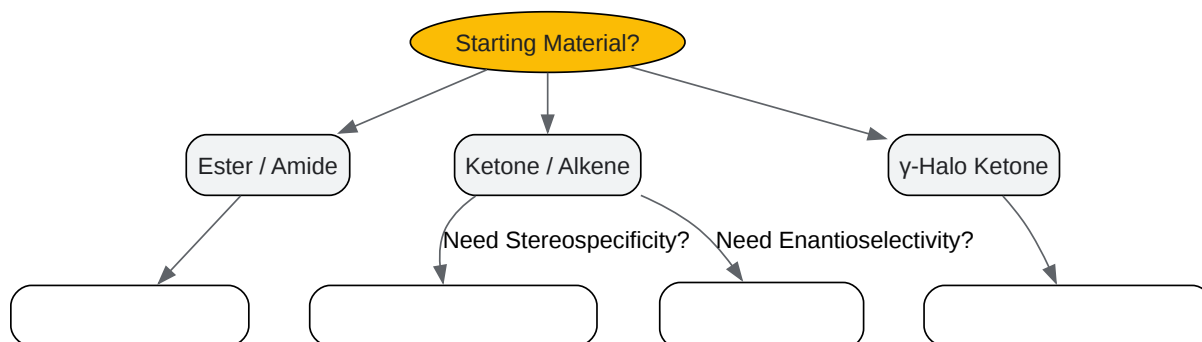 Starting Material?
Ester / Amide
Ketone / Alkene
γ-Halo Ketone
Need Stereospecificity?
Need Enantioselectivity?